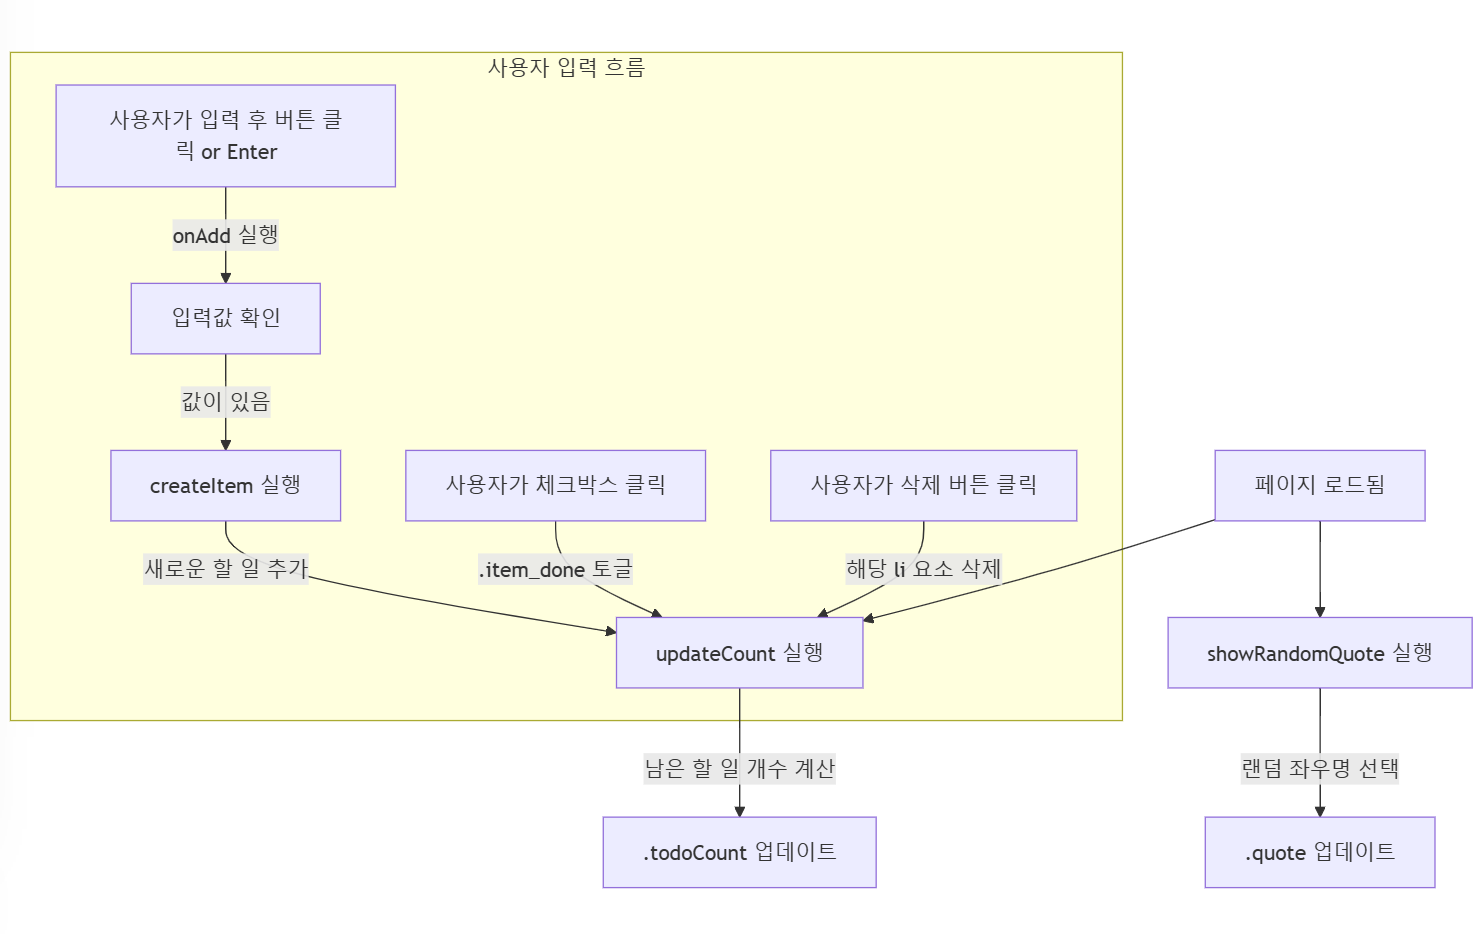 사용자 입력 흐름
사용자가 입력 후 버튼 클
릭 or Enter
onAdd 실행
입력값 확인
값이 있음
createItem 실행
사용자가 체크박스 클릭
사용자가 삭제 버튼 클릭
페이지 로드됨
새로운 할 일 추가
.item_done 토글
해당 li 요소 삭제
updateCount 실행
showRandomQuote 실행
남은 할 일 개수 계산
랜덤 좌우명 선택
.todoCount 업데이트
.quote 업데이트